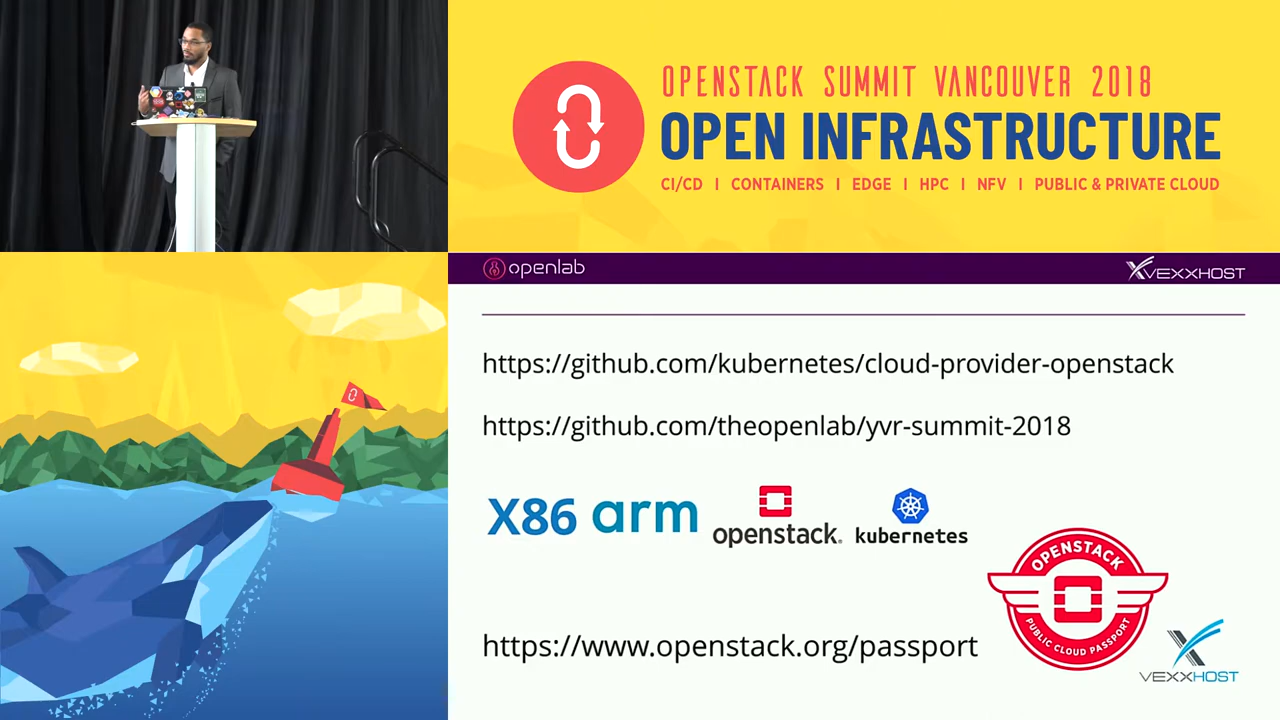 OPENSTACK SUMMIT VANCOUVER 2018
OPEN INFRASTRUCTURE
CI/CD | CONTAINERS | EDGE | HPC | NFV | PUBLIC & PRIVATE CLOUD
openlab
VEXXHOST
https://github.com/kubernetes/cloud-provider-openstack
https://github.com/theopenlab/yvr-summit-2018
X86 arm
openstack. kubernetes
OPENSTACK
PUBLIC CLOUD PASSPORT
https://www.openstack.org/passport
VEXXHOST